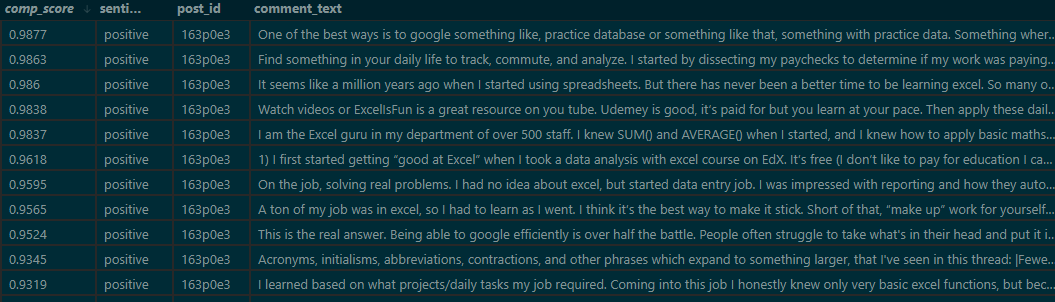 comp_score ↓ senti... post_id comment_text
0.9877 positive 163p0e3 One of the best ways is to google something like, practice database or something like that, something with practice data. Something wher...
0.9863 positive 163p0e3 Find something in your daily life to track, commute, and analyze. I started by dissecting my paychecks to determine if my work was paying...
0.986 positive 163p0e3 It seems like a million years ago when I started using spreadsheets. But there has never been a better time to be learning excel. So many o...
0.9838 positive 163p0e3 Watch videos or ExcelIsFun is a great resource on you tube. Udemey is good, it's paid for but you learn at your pace. Then apply these dail...
0.9837 positive 163p0e3 I am the Excel guru in my department of over 500 staff. I knew SUM() and AVERAGE() when I started, and I knew how to apply basic maths...
0.9618 positive 163p0e3 1) I first started getting “good at Excel” when I took a data analysis with excel course on EdX. It's free (I don't like to pay for education I ca...
0.9595 positive 163p0e3 On the job, solving real problems. I had no idea about excel, but started data entry job. I was impressed with reporting and how they auto...
0.9565 positive 163p0e3 A ton of my job was in excel, so I had to learn as I went. I think it's the best way to make it stick. Short of that, “make up” work for yourself...
0.9524 positive 163p0e3 This is the real answer. Being able to google efficiently is over half the battle. People often struggle to take what's in their head and put it i...
0.9345 positive 163p0e3 Acronyms, initialisms, abbreviations, contractions, and other phrases which expand to something larger, that I've seen in this thread: |Fewe...
0.9319 positive 163p0e3 I learned based on what projects/daily tasks my job required. Coming into this job I honestly knew only very basic excel functions, but bec...